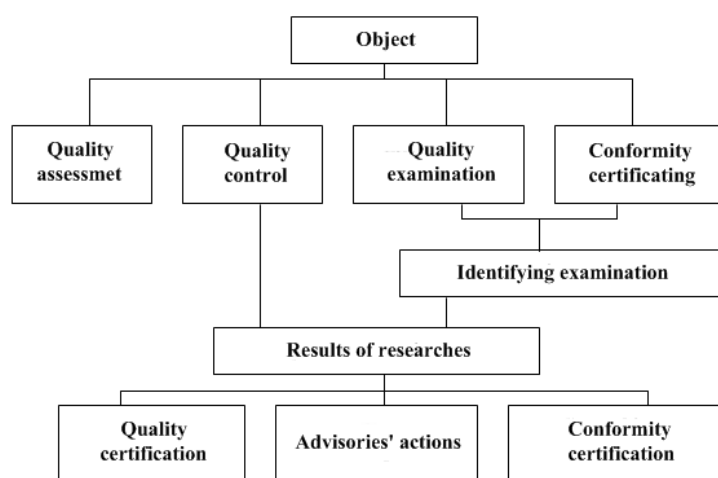 Object
Quality
assessmet
Quality
control
Quality
examination
Conformity
certificating
Identifying examination
Results of researches
Quality
certification
Advisories' actions
Conformity
certification